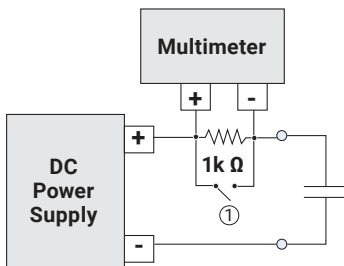 Multimeter
+ -
+
1k Ω
DC
Power
Supply
①
-